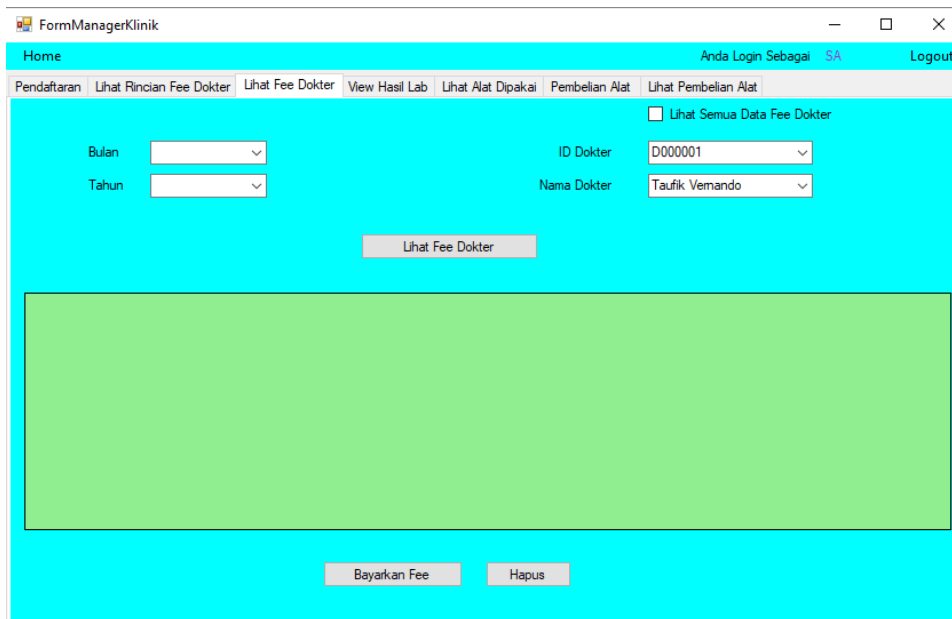 FormManagerKlinik
Home Anda Login Sebagai SA Logout
Pendaftaran Lihat Rincian Fee Dokter Lihat Fee Dokter View Hasil Lab Lihat Alat Dipakai Pembelian Alat Lihat Pembelian Alat
Lihat Semua Data Fee Dokter
Bulan ID Dokter D000001
Tahun Nama Dokter Taufik Vernando
Lihat Fee Dokter
Bayarkan Fee Hapus